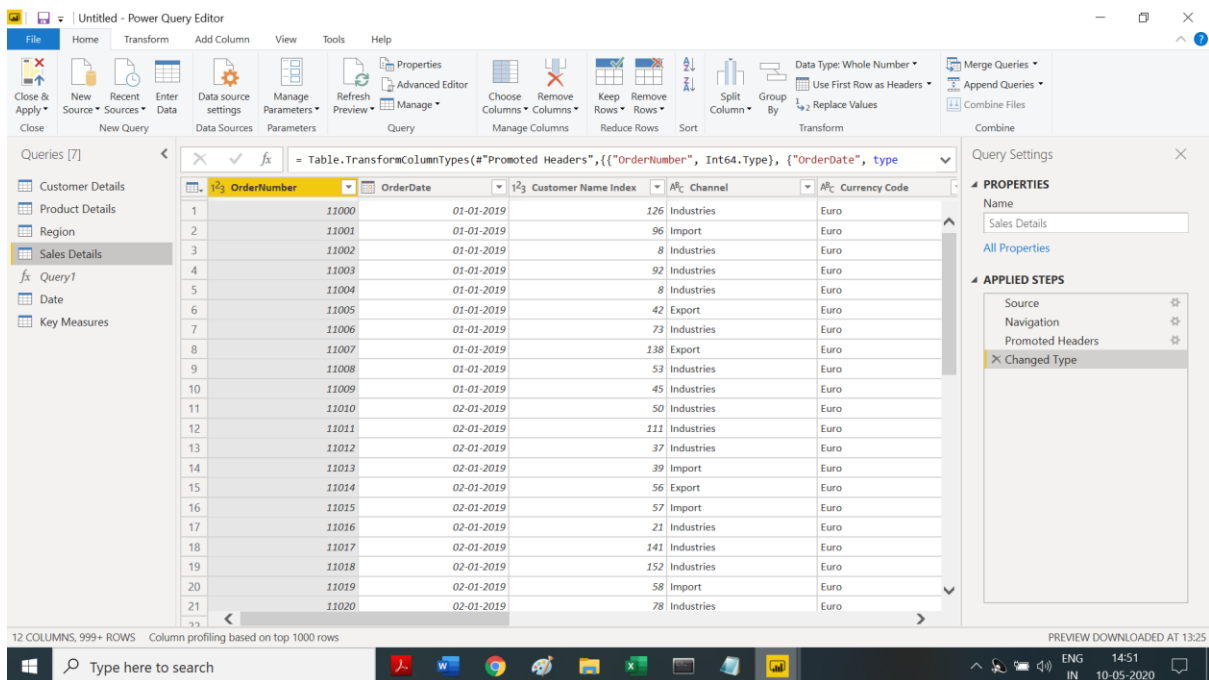 Untitled - Power Query Editor
File Home Transform Add Column View Tools Help
Close & Apply
New Source
Recent Sources
Enter Data
Data source settings
Manage Parameters
Refresh Preview
Properties
Advanced Editor
Manage
Choose Columns
Remove Columns
Keep Rows
Remove Rows
Split Column
Group By
Data Type: Whole Number
Use First Row as Headers
Replace Values
Merge Queries
Append Queries
Combine Files
Close New Query Data Sources Parameters Query Manage Columns Reduce Rows Sort Transform Combine
Queries [7]
Customer Details
Product Details
Region
Sales Details
fx Query1
Date
Key Measures
fx = Table.TransformColumnTypes(#"Promoted Headers",{{"OrderNumber", Int64.Type}, {"OrderDate", type
OrderNumber OrderDate Customer Name Index Channel Currency Code
1 11000 01-01-2019 126 Industries Euro
2 11001 01-01-2019 96 Import Euro
3 11002 01-01-2019 8 Industries Euro
4 11003 01-01-2019 92 Industries Euro
5 11004 01-01-2019 8 Industries Euro
6 11005 01-01-2019 42 Export Euro
7 11006 01-01-2019 73 Industries Euro
8 11007 01-01-2019 138 Export Euro
9 11008 01-01-2019 53 Industries Euro
10 11009 01-01-2019 45 Industries Euro
11 11010 02-01-2019 50 Industries Euro
12 11011 02-01-2019 111 Industries Euro
13 11012 02-01-2019 37 Industries Euro
14 11013 02-01-2019 39 Import Euro
15 11014 02-01-2019 56 Export Euro
16 11015 02-01-2019 57 Import Euro
17 11016 02-01-2019 21 Industries Euro
18 11017 02-01-2019 141 Industries Euro
19 11018 02-01-2019 152 Industries Euro
20 11019 02-01-2019 58 Import Euro
21 11020 02-01-2019 78 Industries Euro
Query Settings
PROPERTIES
Name
Sales Details
All Properties
APPLIED STEPS
Source
Navigation
Promoted Headers
Changed Type
12 COLUMNS, 999+ ROWS Column profiling based on top 1000 rows
PREVIEW DOWNLOADED AT 13:25
Type here to search
ENG
IN
14:51
10-05-2020